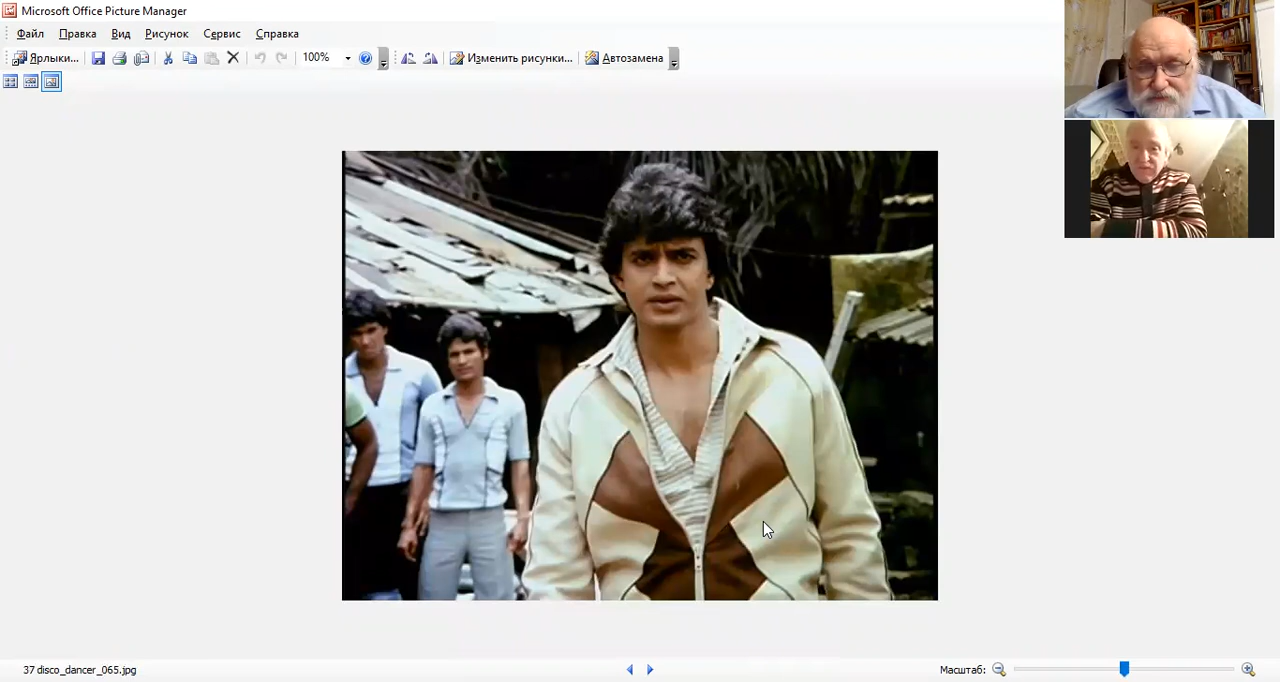 Microsoft Office Picture Manager
Файл Правка Вид Рисунок Сервис Справка
Ярлыки... 100% Изменить рисунки... Автозамена
37 disco_dancer_065.jpg Масштаб: